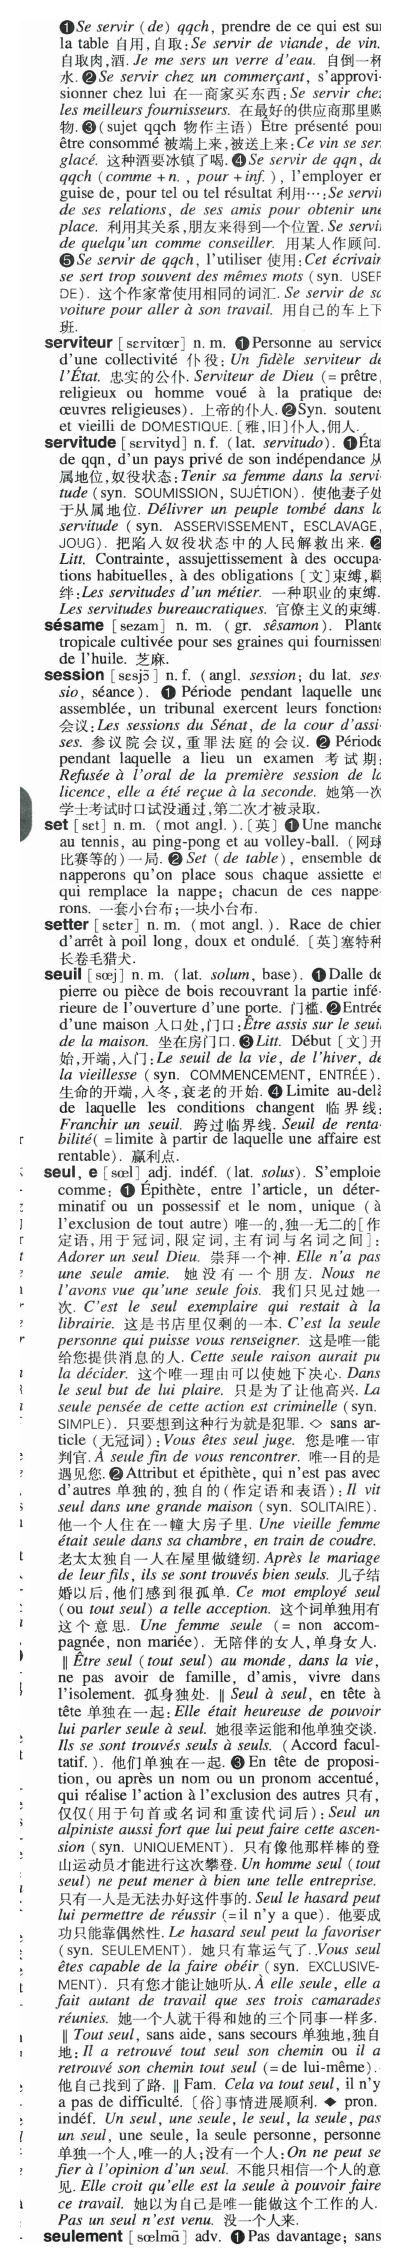 ❶Se servir (de) qqch, prendre de ce qui est sur
la table 自用,自取:Se servir de viande, de vin.
自取肉,酒. Je me sers un verre d'eau. 自倒一杯
水. ❷Se servir chez un commerçant, s'approvi-
sionner chez lui 在一商家买东西:Se servir chez
les meilleurs fournisseurs. 在最好的供应商那里购
物. ❸(sujet qqch 物作主语) Être présenté pour
être consommé 被端上来,被送上来:Ce vin se sert
glacé. 这种酒要冰镇了喝. ❹Se servir de qqn, de
qqch (comme +n. , pour +inf. ), l'employer en
guise de, pour tel ou tel résultat 利用…:Se servir
de ses relations, de ses amis pour obtenir une
place. 利用其关系,朋友来得到一个位置. Se servir
de quelqu'un comme conseiller. 用某人作顾问.
❺Se servir de qqch, l'utiliser 使用:Cet écrivain
se sert trop souvent des mêmes mots (syn. USER
DE). 这个作家常使用相同的词汇. Se servir de sa
voiture pour aller à son travail. 用自己的车上下
班.
serviteur [sɛrvitœr] n. m. ❶Personne au service
d'une collectivité 仆役: Un fidèle serviteur de
l'État. 忠实的公仆. Serviteur de Dieu (=prêtre,
religieux ou homme voué à la pratique des
œuvres religieuses). 上帝的仆人. ❷Syn. soutenu
et vieilli de DOMESTIQUE. [雅,旧]仆人,佣人.
servitude [sɛrvityd] n. f. (lat. servitudo). ❶État
de qqn, d'un pays privé de son indépendance 从
属地位,奴役状态:Tenir sa femme dans la servi-
tude (syn. SOUMISSION, SUJÉTION). 使他妻子处
于从属地位. Délivrer un peuple tombé dans la
servitude (syn. ASSERVISSEMENT, ESCLAVAGE,
JOUG). 把陷入奴役状态中的人民解救出来. ❷
Litt. Contrainte, assujettissement à des occupa-
tions habituelles, à des obligations [文]束缚,羁
绊:Les servitudes d'un métier. 一种职业的束缚.
Les servitudes bureaucratiques. 官僚主义的束缚.
sésame [sezam] n. m. (gr. sêsamon). Plante
tropicale cultivée pour ses graines qui fournissent
de l'huile. 芝麻.
session [sɛsjɔ̃] n. f. (angl. session; du lat. ses-
sio, séance). ❶ Période pendant laquelle une
assemblée, un tribunal exercent leurs fonctions
会议:Les sessions du Sénat, de la cour d'assi-
ses. 参议院会议,重罪法庭的会议. ❷ Période
pendant laquelle a lieu un examen 考试期:
Refusée à l'oral de la première session de la
licence, elle a été reçue à la seconde. 她第一次
学士考试时口试没通过,第二次才被录取.
set [sɛt] n. m. (mot angl.). [英] ❶Une manche
au tennis, au ping-pong et au volley-ball. (网球
比赛等的)一局. ❷ Set (de table), ensemble de
napperons qu'on place sous chaque assiette et
qui remplace la nappe; chacun de ces nappe-
rons. 一套小台布;一块小台布.
setter [sɛtɛr] n. m. (mot angl.). Race de chien
d'arrêt à poil long, doux et ondulé. [英]塞特种
长卷毛猎犬.
seuil [sœj] n. m. (lat. solum, base). ❶Dalle de
pierre ou pièce de bois recouvrant la partie infé-
rieure de l'ouverture d'une porte. 门槛. ❷Entrée
d'une maison 入口处,门口:Être assis sur le seuil
de la maison. 坐在房门口. ❸Litt. Début [文]开
始,开端,入门:Le seuil de la vie, de l'hiver, de
la vieillesse (syn. COMMENCEMENT, ENTRÉE).
生命的开端,入冬,衰老的开始. ❹ Limite au-delà
de laquelle les conditions changent 临界线:
Franchir un seuil. 跨过临界线. Seuil de renta-
bilité(=limite à partir de laquelle une affaire est
rentable). 赢利点.
seul, e [sœl] adj. indéf. (lat. solus). S'emploie
comme: ❶ Épithète, entre l'article, un déter-
minatif ou un possessif et le nom, unique (à
l'exclusion de tout autre) 唯一的,独一无二的[作
定语,用于冠词,限定词,主有词与名词之间]:
Adorer un seul Dieu. 崇拜一个神. Elle n'a pas
une seule amie. 她没有一个朋友. Nous ne
l'avons vue qu'une seule fois. 我们只见过她一
次. C'est le seul exemplaire qui restait à la
librairie. 这是书店里仅剩的一本. C'est la seule
personne qui puisse vous renseigner. 这是唯一能
给您提供消息的人. Cette seule raison aurait pu
la décider. 这个唯一理由可以使她下决心. Dans
le seul but de lui plaire. 只是为了让他高兴. La
seule pensée de cette action est criminelle (syn.
SIMPLE). 只要想到这种行为就是犯罪. ◇ sans ar-
ticle (无冠词):Vous êtes seul juge. 您是唯一审
判官. À seule fin de vous rencontrer. 唯一目的是
遇见您. ❷Attribut et épithète, qui n'est pas avec
d'autres 单独的,独自的(作定语和表语):Il vit
seul dans une grande maison (syn. SOLITAIRE).
他一个人住在一幢大房子里. Une vieille femme
était seule dans sa chambre, en train de coudre.
老太太独自一人在屋里做缝纫. Après le mariage
de leur fils, ils se sont trouvés bien seuls. 儿子结
婚以后,他们感到很孤单. Ce mot employé seul
(ou tout seul) a telle acception. 这个词单独用有
这个意思. Une femme seule (= non accom-
pagnée, non mariée). 无陪伴的女人,单身女人.
‖ Être seul (tout seul) au monde, dans la vie,
ne pas avoir de famille, d'amis, vivre dans
l'isolement. 孤身独处. ‖ Seul à seul, en tête à
tête 单独在一起:Elle était heureuse de pouvoir
lui parler seule à seul. 她很幸运能和他单独交谈.
Ils se sont trouvés seuls à seuls. (Accord facul-
tatif.). 他们单独在一起. ❸En tête de proposi-
tion, ou après un nom ou un pronom accentué,
qui réalise l'action à l'exclusion des autres 只有,
仅仅(用于句首或名词和重读代词后):Seul un
alpiniste aussi fort que lui peut faire cette ascen-
sion (syn. UNIQUEMENT). 只有像他那样棒的登
山运动员才能进行这次攀登. Un homme seul (tout
seul) ne peut mener à bien une telle entreprise.
只有一人是无法办好这件事的. Seul le hasard peut
lui permettre de réussir (=il n'y a que). 他要成
功只能靠偶然性. Le hasard seul peut la favoriser
(syn. SEULEMENT). 她只有靠运气了. Vous seul
êtes capable de la faire obéir (syn. EXCLUSIVE-
MENT). 只有您才能让她听从. À elle seule, elle a
fait autant de travail que ses trois camarades
réunies. 她一个人就干得和她的三个同事一样多.
‖ Tout seul, sans aide, sans secours 单独地,独自
地: Il a retrouvé tout seul son chemin ou il a
retrouvé son chemin tout seul (=de lui-même).
他自己找到了路. ‖ Fam. Cela va tout seul, il n'y
a pas de difficulté. [俗]事情进展顺利. ◆ pron.
indéf. Un seul, une seule, le seul, la seule, pas
un seul, une seule, la seule personne, personne
单独一个人,唯一的人;没有一个人:On ne peut se
fier à l'opinion d'un seul. 不能只相信一个人的意
见. Elle croit qu'elle est la seule à pouvoir faire
ce travail. 她以为自己是唯一能做这个工作的人.
Pas un seul n'est venu. 没一个人来.
seulement [sœlmɑ̃] adv. ❶Pas davantage; sans